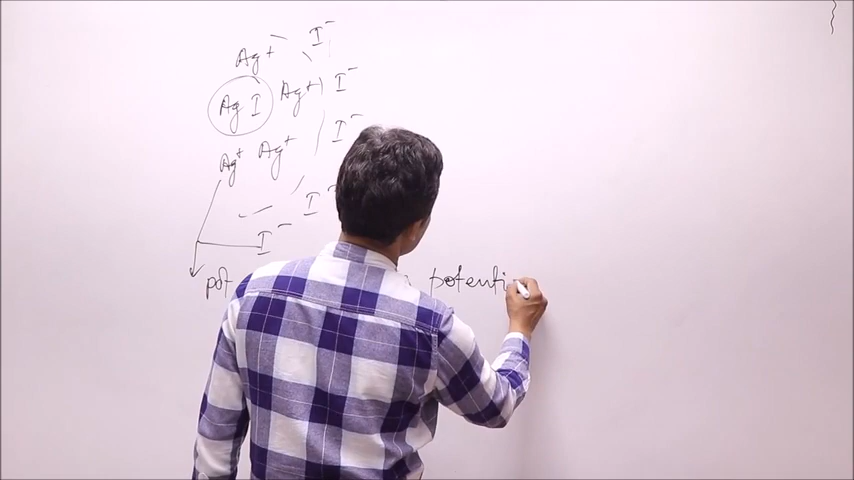 Ag+ I-
Ag I Ag+ I-
I-
Ag+ Ag+
I-
I-
pot potenti